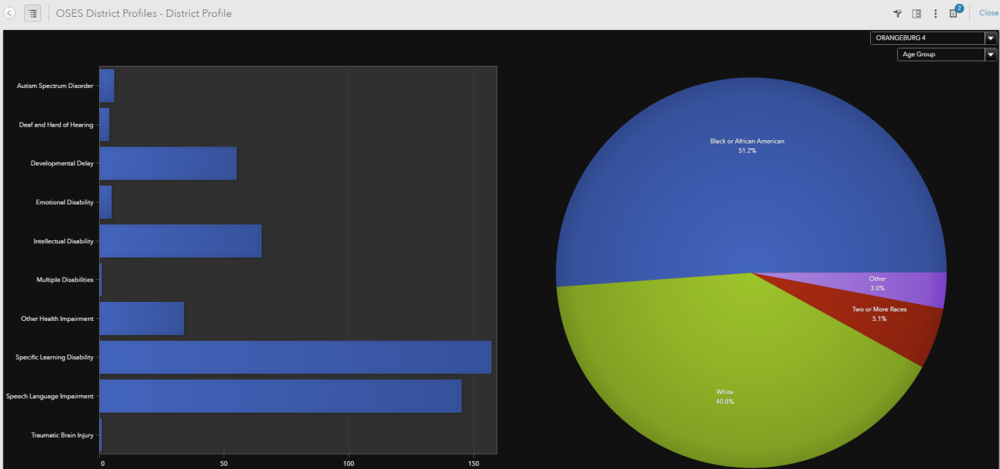 OSES District Profiles - District Profile
2
Close
ORANGEBURG 4
Age Group
Autism Spectrum Disorder
Deaf and Hard of Hearing
Developmental Delay
Emotional Disability
Intellectual Disability
Multiple Disabilities
Other Health Impairment
Specific Learning Disability
Speech Language Impairment
Traumatic Brain Injury
0
50
100
150
Black or African American
51.2%
Other
3.0%
Two or More Races
5.1%
White
40.8%